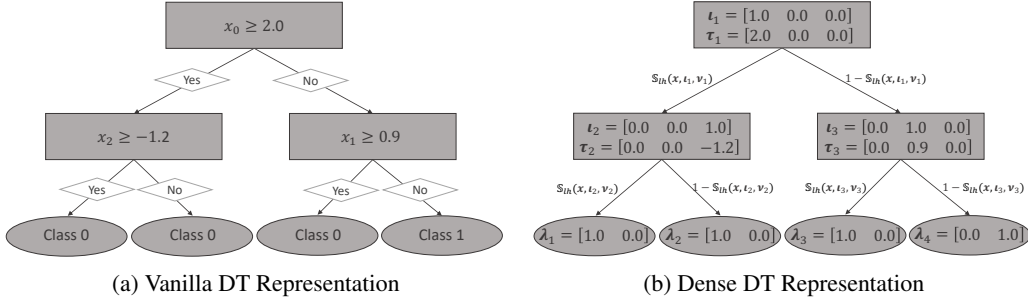 x₀ ≥ 2.0
Yes
No
x₂ ≥ −1.2
x₁ ≥ 0.9
Yes
No
Yes
No
Class 0
Class 0
Class 0
Class 1
(a) Vanilla DT Representation
ι₁ = [1.0 0.0 0.0]
τ₁ = [2.0 0.0 0.0]
𝕊ₗₕ(x, ι₁, ν₁)
1 − 𝕊ₗₕ(x, ι₁, ν₁)
ι₂ = [0.0 0.0 1.0]
τ₂ = [0.0 0.0 −1.2]
ι₃ = [0.0 1.0 0.0]
τ₃ = [0.0 0.9 0.0]
𝕊ₗₕ(x, ι₂, ν₂)
1 − 𝕊ₗₕ(x, ι₂, ν₂)
𝕊ₗₕ(x, ι₃, ν₃)
1 − 𝕊ₗₕ(x, ι₃, ν₃)
λ₁ = [1.0 0.0]
λ₂ = [1.0 0.0]
λ₃ = [1.0 0.0]
λ₄ = [0.0 1.0]
(b) Dense DT Representation